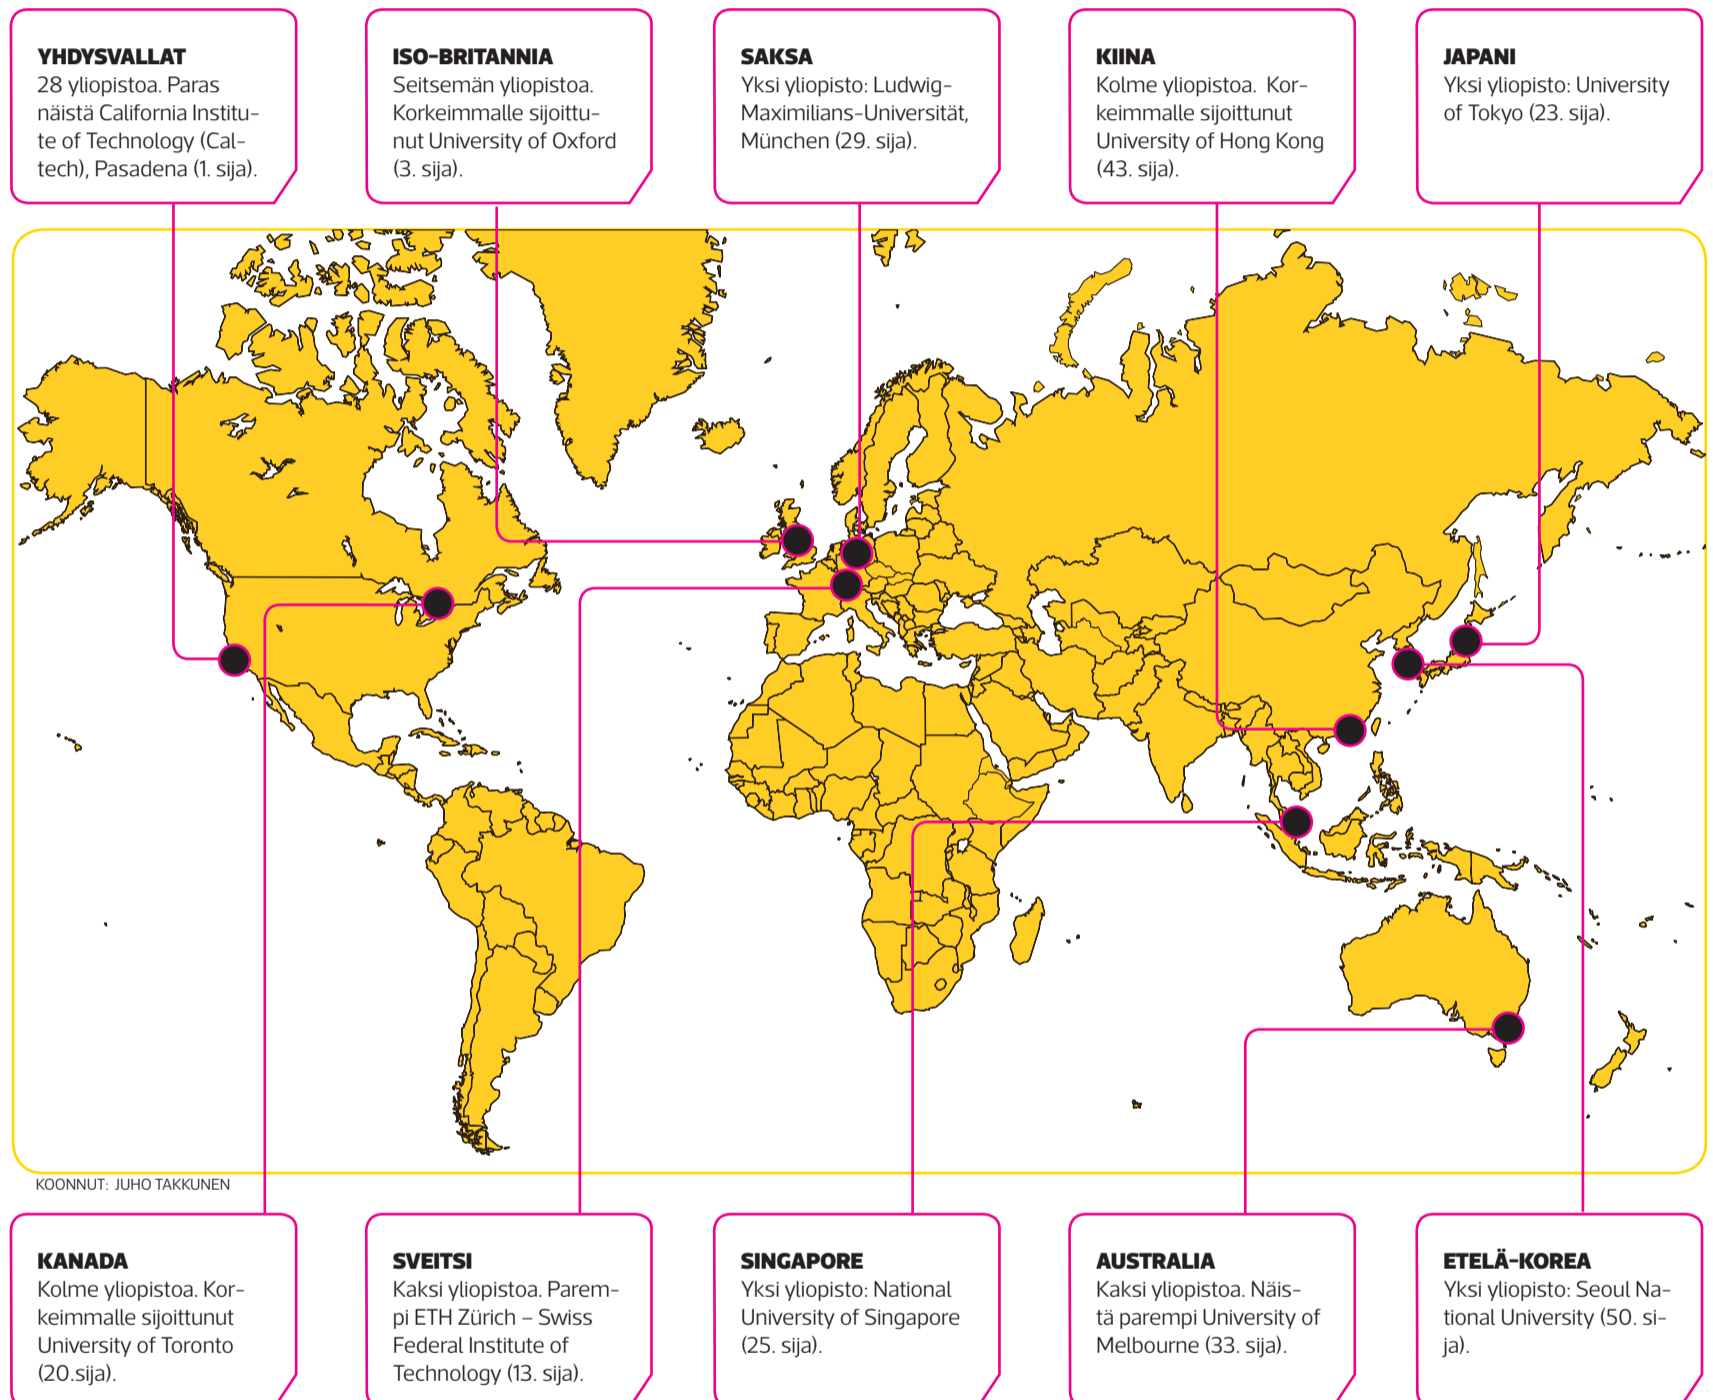 YHDYSVALLAT
28 yliopistoa. Paras
näistä California Institu-
te of Technology (Cal-
tech), Pasadena (1. sija).
ISO-BRITANNIA
Seitsemän yliopistoa.
Korkeimmalle sijoittu-
nut University of Oxford
(3. sija).
SAKSA
Yksi yliopisto: Ludwig-
Maximilians-Universität,
München (29. sija).
KIINA
Kolme yliopistoa. Kor-
keimmalle sijoittunut
University of Hong Kong
(43. sija).
JAPANI
Yksi yliopisto: University
of Tokyo (23. sija).
KOONNUT: JUHO TAKKUNEN
KANADA
Kolme yliopistoa. Kor-
keimmalle sijoittunut
University of Toronto
(20.sija).
SVEITSI
Kaksi yliopistoa. Parem-
pi ETH Zürich – Swiss
Federal Institute of
Technology (13. sija).
SINGAPORE
Yksi yliopisto: National
University of Singapore
(25. sija).
AUSTRALIA
Kaksi yliopistoa. Näis-
tä parempi University of
Melbourne (33. sija).
ETELÄ-KOREA
Yksi yliopisto: Seoul Na-
tional University (50. si-
ja).